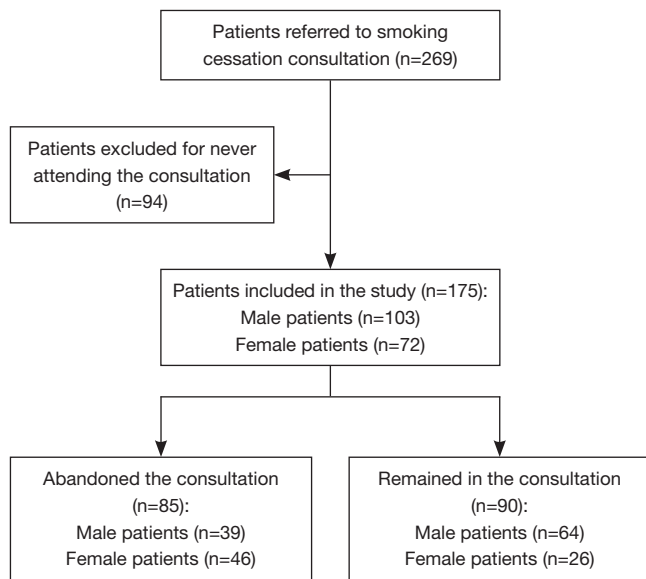 Patients referred to smoking
cessation consultation (n=269)
Patients excluded for never
attending the consultation
(n=94)
Patients included in the study (n=175):
Male patients (n=103)
Female patients (n=72)
Abandoned the consultation
(n=85):
Male patients (n=39)
Female patients (n=46)
Remained in the consultation
(n=90):
Male patients (n=64)
Female patients (n=26)